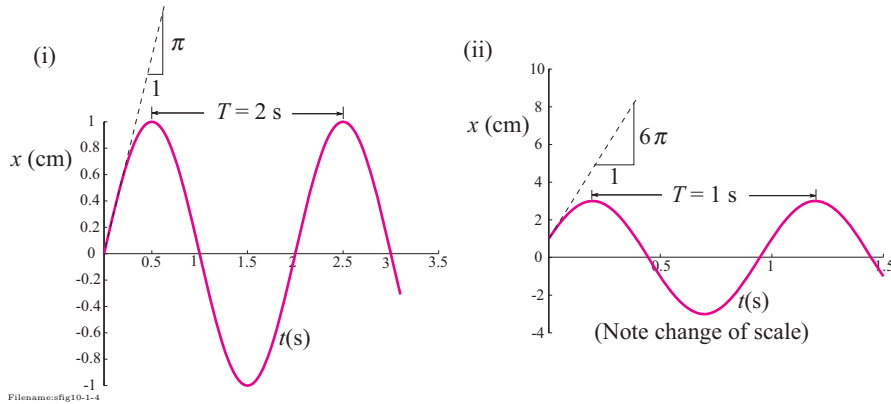 (i)
π
1
T = 2 s
x (cm)
1
0.8
0.6
0.4
0.2
0
-0.2
-0.4
-0.6
-0.8
-1
0.5
1
1.5
2
2.5
3
3.5
t(s)
Filename:sfig10-1-4
(ii)
10
8
6
4
2
0
-2
-4
x (cm)
6π
1
T = 1 s
0.5
1
1.5
t(s)
(Note change of scale)